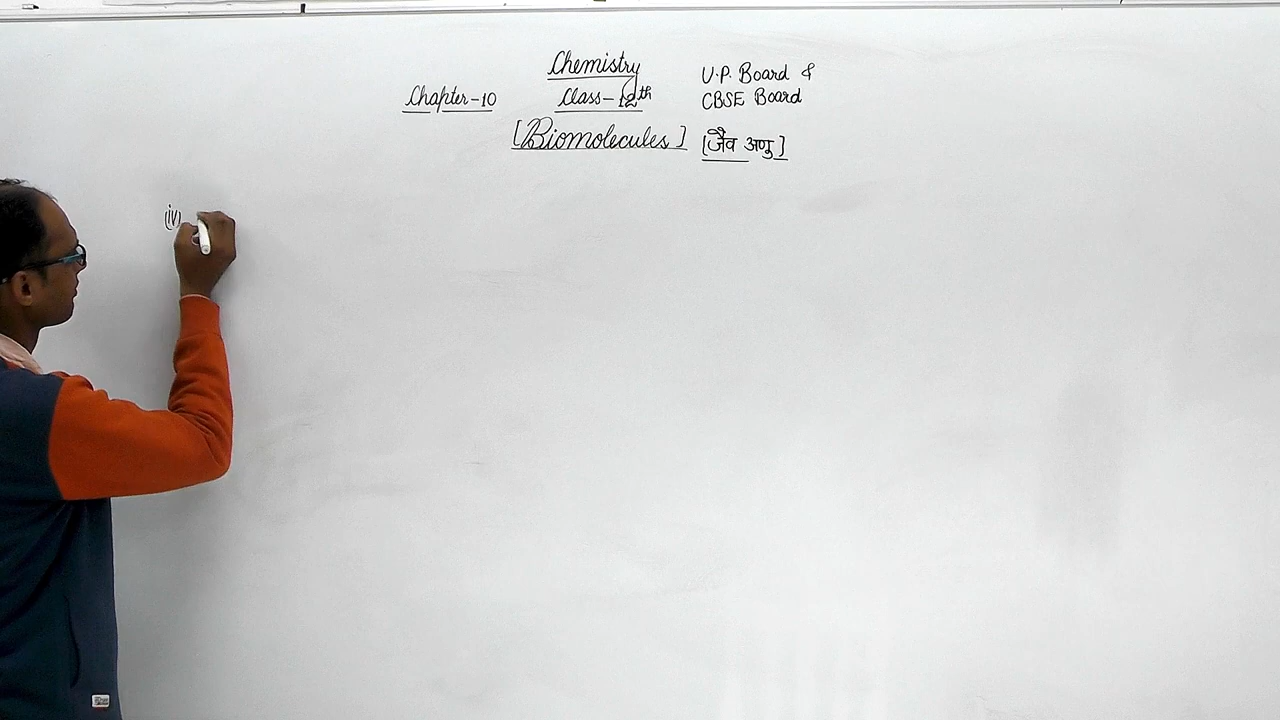 Chemistry
Chapter-10 Class-12th U.P. Board &
CBSE Board
[Biomolecules] [जैव अणु]
(iv)